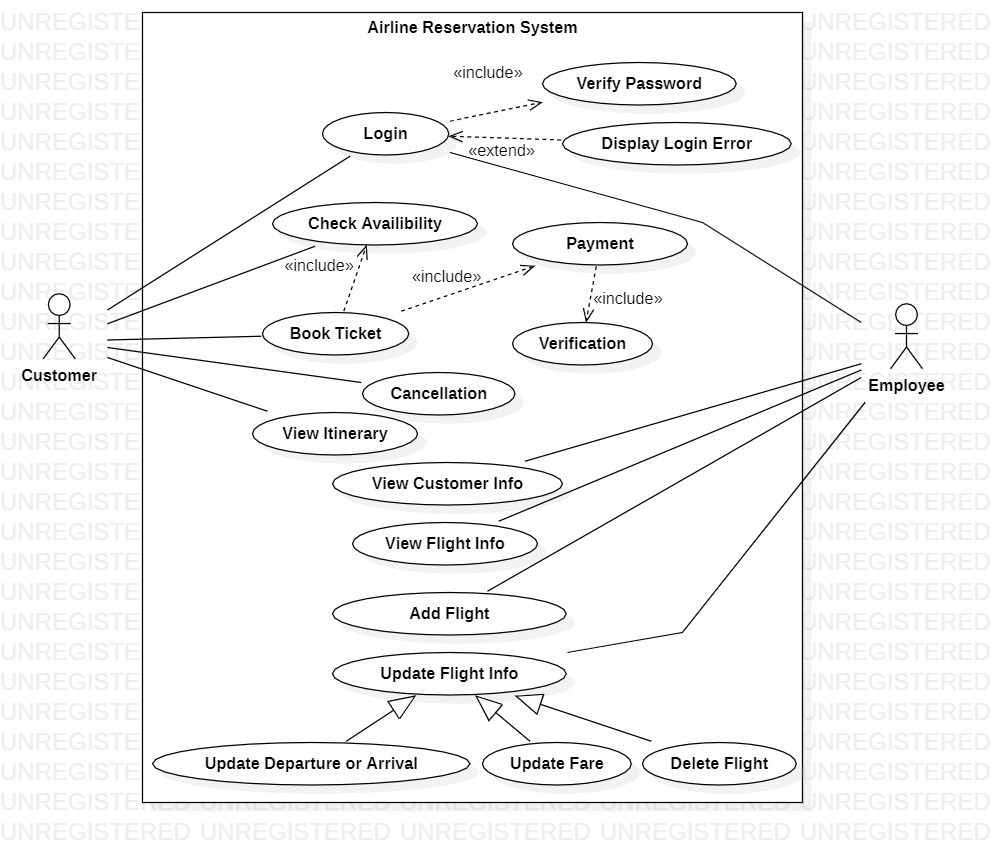 Airline Reservation System
«include»
Verify Password
Login
Display Login Error
«extend»
Check Availibility
Payment
«include»
«include»
«include»
Book Ticket
Verification
Customer
Employee
Cancellation
View Itinerary
View Customer Info
View Flight Info
Add Flight
Update Flight Info
Update Departure or Arrival
Update Fare
Delete Flight
UNREGISTERED UNREGISTERED UNREGISTERED UNREGISTERED UNREGISTERED